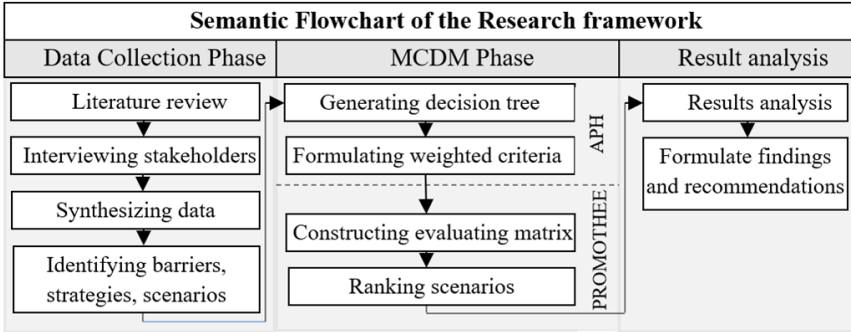 Semantic Flowchart of the Research framework
Data Collection Phase
MCDM Phase
Result analysis
Literature review
Interviewing stakeholders
Synthesizing data
Identifying barriers,
strategies, scenarios
Generating decision tree
Formulating weighted criteria
APH
Constructing evaluating matrix
Ranking scenarios
PROMOTHEE
Results analysis
Formulate findings
and recommendations